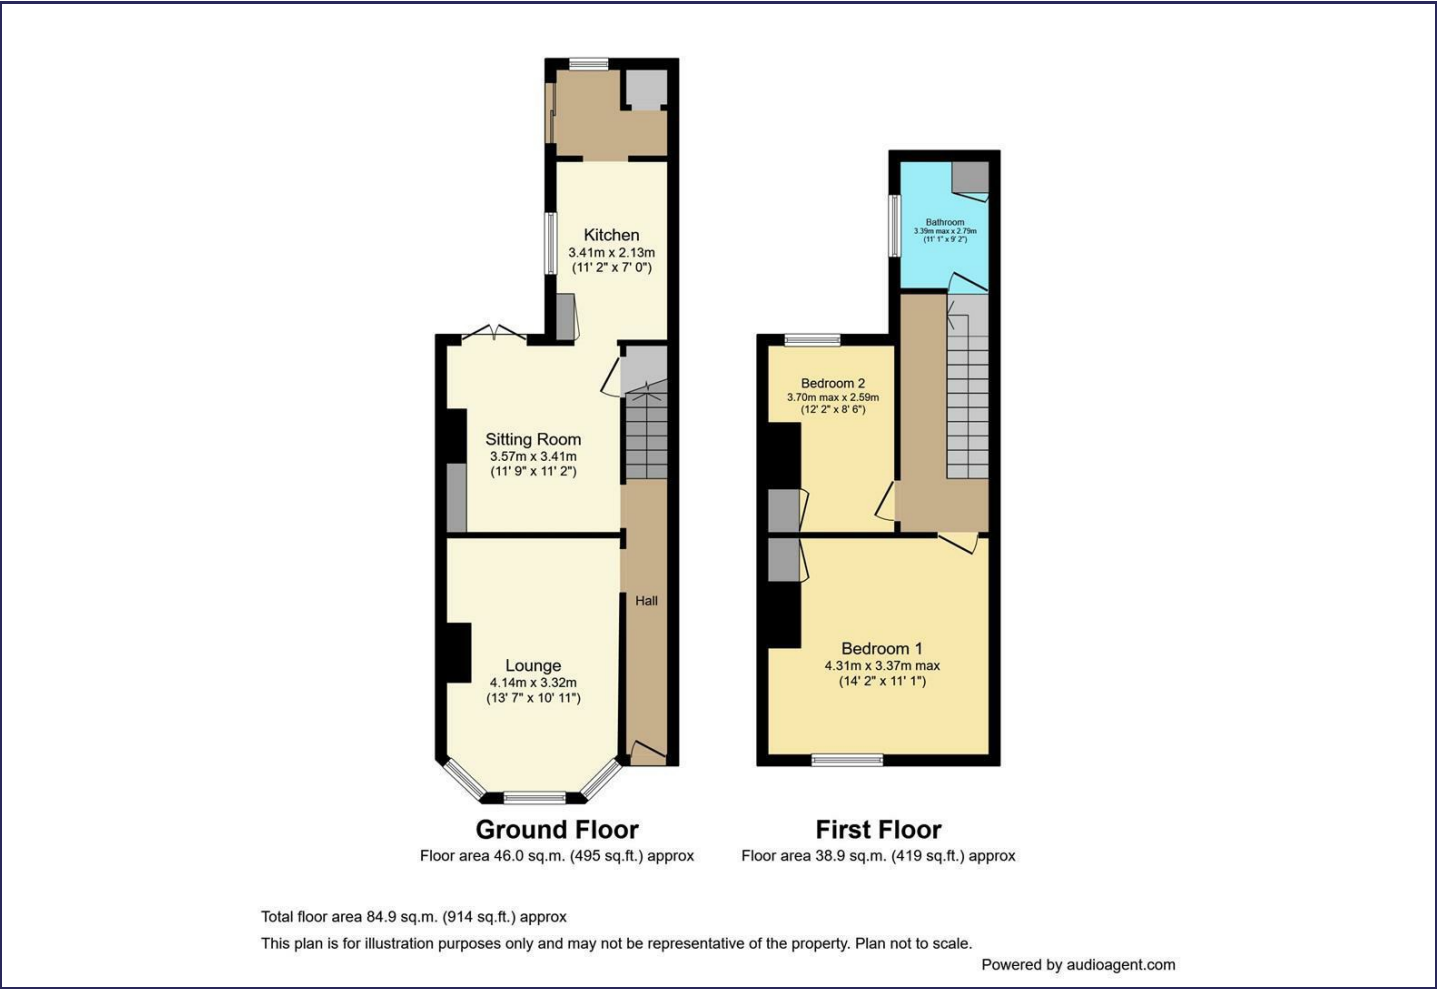 Kitchen
3.41m x 2.13m
(11' 2" x 7' 0")
Sitting Room
3.57m x 3.41m
(11' 9" x 11' 2")
Hall
Lounge
4.14m x 3.32m
(13' 7" x 10' 11")
Ground Floor
Floor area 46.0 sq.m. (495 sq.ft.) approx
Bathroom
3.39m max x 2.79m
(11' 1" x 9' 2")
Bedroom 2
3.70m max x 2.59m
(12' 2" x 8' 6")
Bedroom 1
4.31m x 3.37m max
(14' 2" x 11' 1")
First Floor
Floor area 38.9 sq.m. (419 sq.ft.) approx
Total floor area 84.9 sq.m. (914 sq.ft.) approx
This plan is for illustration purposes only and may not be representative of the property. Plan not to scale.
Powered by audioagent.com